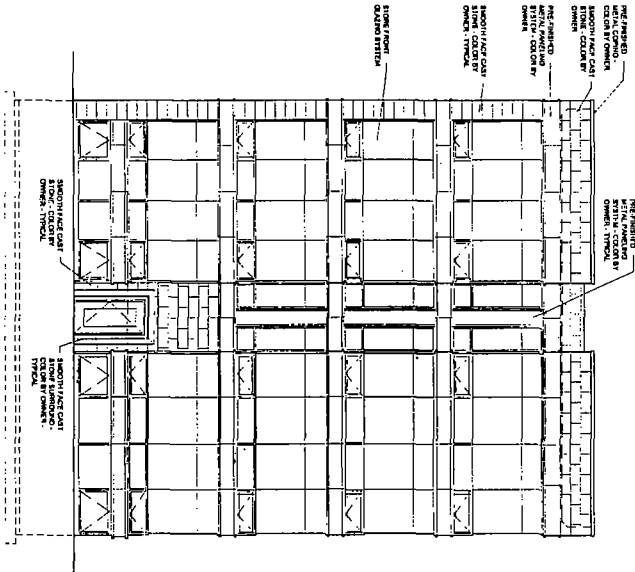 PRE-FINISHED
METAL COPING -
COLOR BY OWNER
SMOOTH FACE CAST
STONE - COLOR BY
OWNER
PRE-FINISHED
METAL PANELING
SYSTEM - COLOR BY
OWNER
SMOOTH FACE CAST
STONE - COLOR BY
OWNER - TYPICAL
STORE FRONT
GLAZING SYSTEM
PRE-FINISHED
METAL PANELING
SYSTEM - COLOR BY
OWNER - TYPICAL
SMOOTH FACE CAST
STONE - COLOR BY
OWNER - TYPICAL
SMOOTH FACE CAST
STONE SURROUND -
COLOR BY OWNER -
TYPICAL